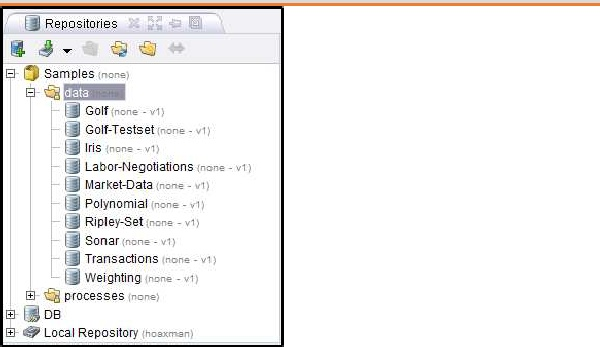 Repositories
Samples (none)
data (none)
Golf (none - v1)
Golf-Testset (none - v1)
Iris (none - v1)
Labor-Negotiations (none - v1)
Market-Data (none - v1)
Polynomial (none - v1)
Ripley-Set (none - v1)
Sonar (none - v1)
Transactions (none - v1)
Weighting (none - v1)
processes (none)
DB
Local Repository (hoaxman)